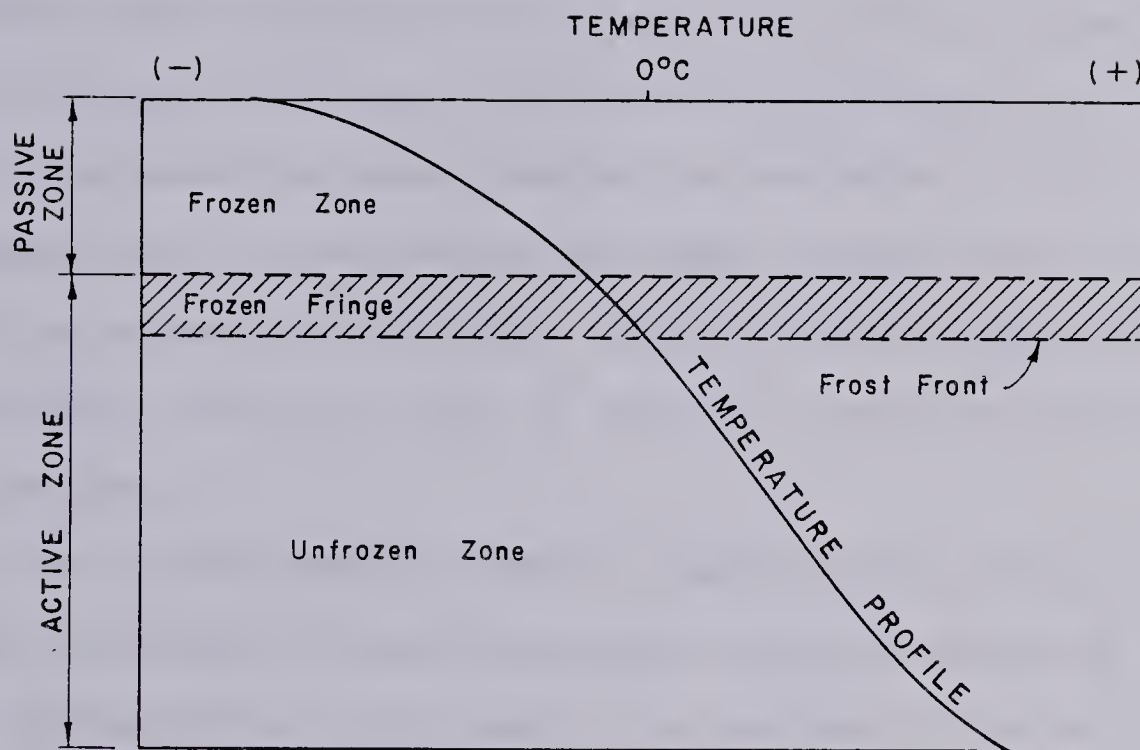 TEMPERATURE
(-) 0°C (+)
PASSIVE
ZONE
Frozen Zone
Frozen Fringe
Frost Front
ACTIVE ZONE
Unfrozen Zone
TEMPERATURE PROFILE